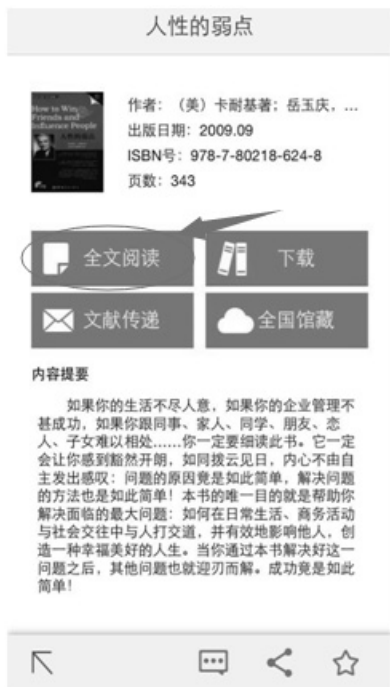 人性的弱点
How to Win
Friends and
Influence People
人性的弱点
作者：（美）卡耐基著；岳玉庆，...
出版日期：2009.09
ISBN号：978-7-80218-624-8
页数：343
全文阅读
下载
文献传递
全国馆藏
内容提要
如果你的生活不尽人意，如果你的企业管理不
甚成功，如果你跟同事、家人、同学、朋友、恋
人、子女难以相处......你一定要细读此书。它一定
会让你感到豁然开朗，如同拨云见日，内心不由自
主发出感叹：问题的原因竟是如此简单，解决问题
的方法也是如此简单！本书的唯一目的就是帮助你
解决面临的最大问题：如何在日常生活、商务活动
与社会交往中与人打交道，并有效地影响他人，创
造一种幸福美好的人生。当你通过本书解决好这一
问题之后，其他问题也就迎刃而解。成功竟是如此
简单！